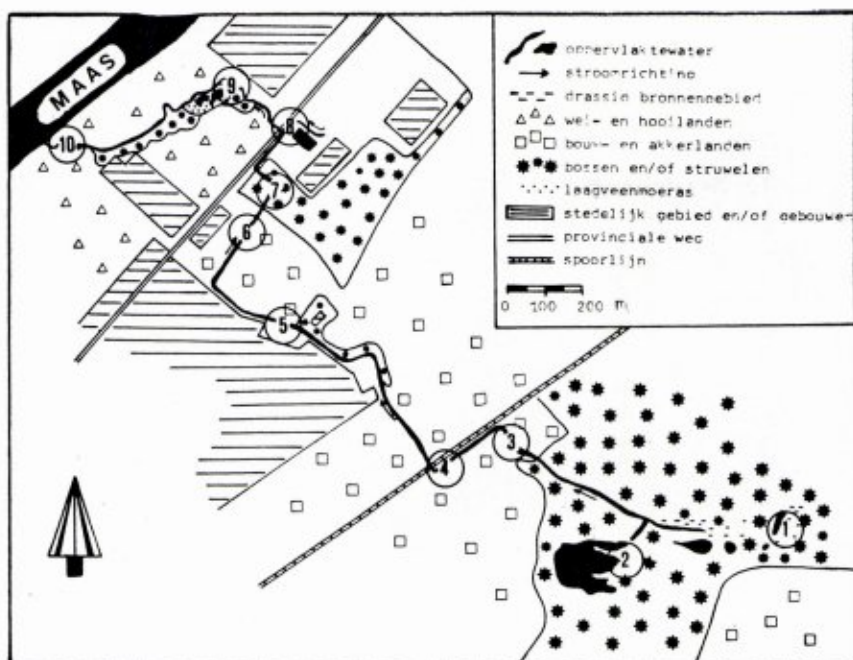 MAAS
9
8
10
7
6
5
4
3
1
2
oppervlaktewater
stroomrichting
drassig bronnengebied
wei- en hooilanden
bouw- en akkerlanden
bossen en/of struwelen
laagveenmoeras
stedelijk gebied en/of gebouwen
provinciale weg
spoorlijn
0 100 200 m